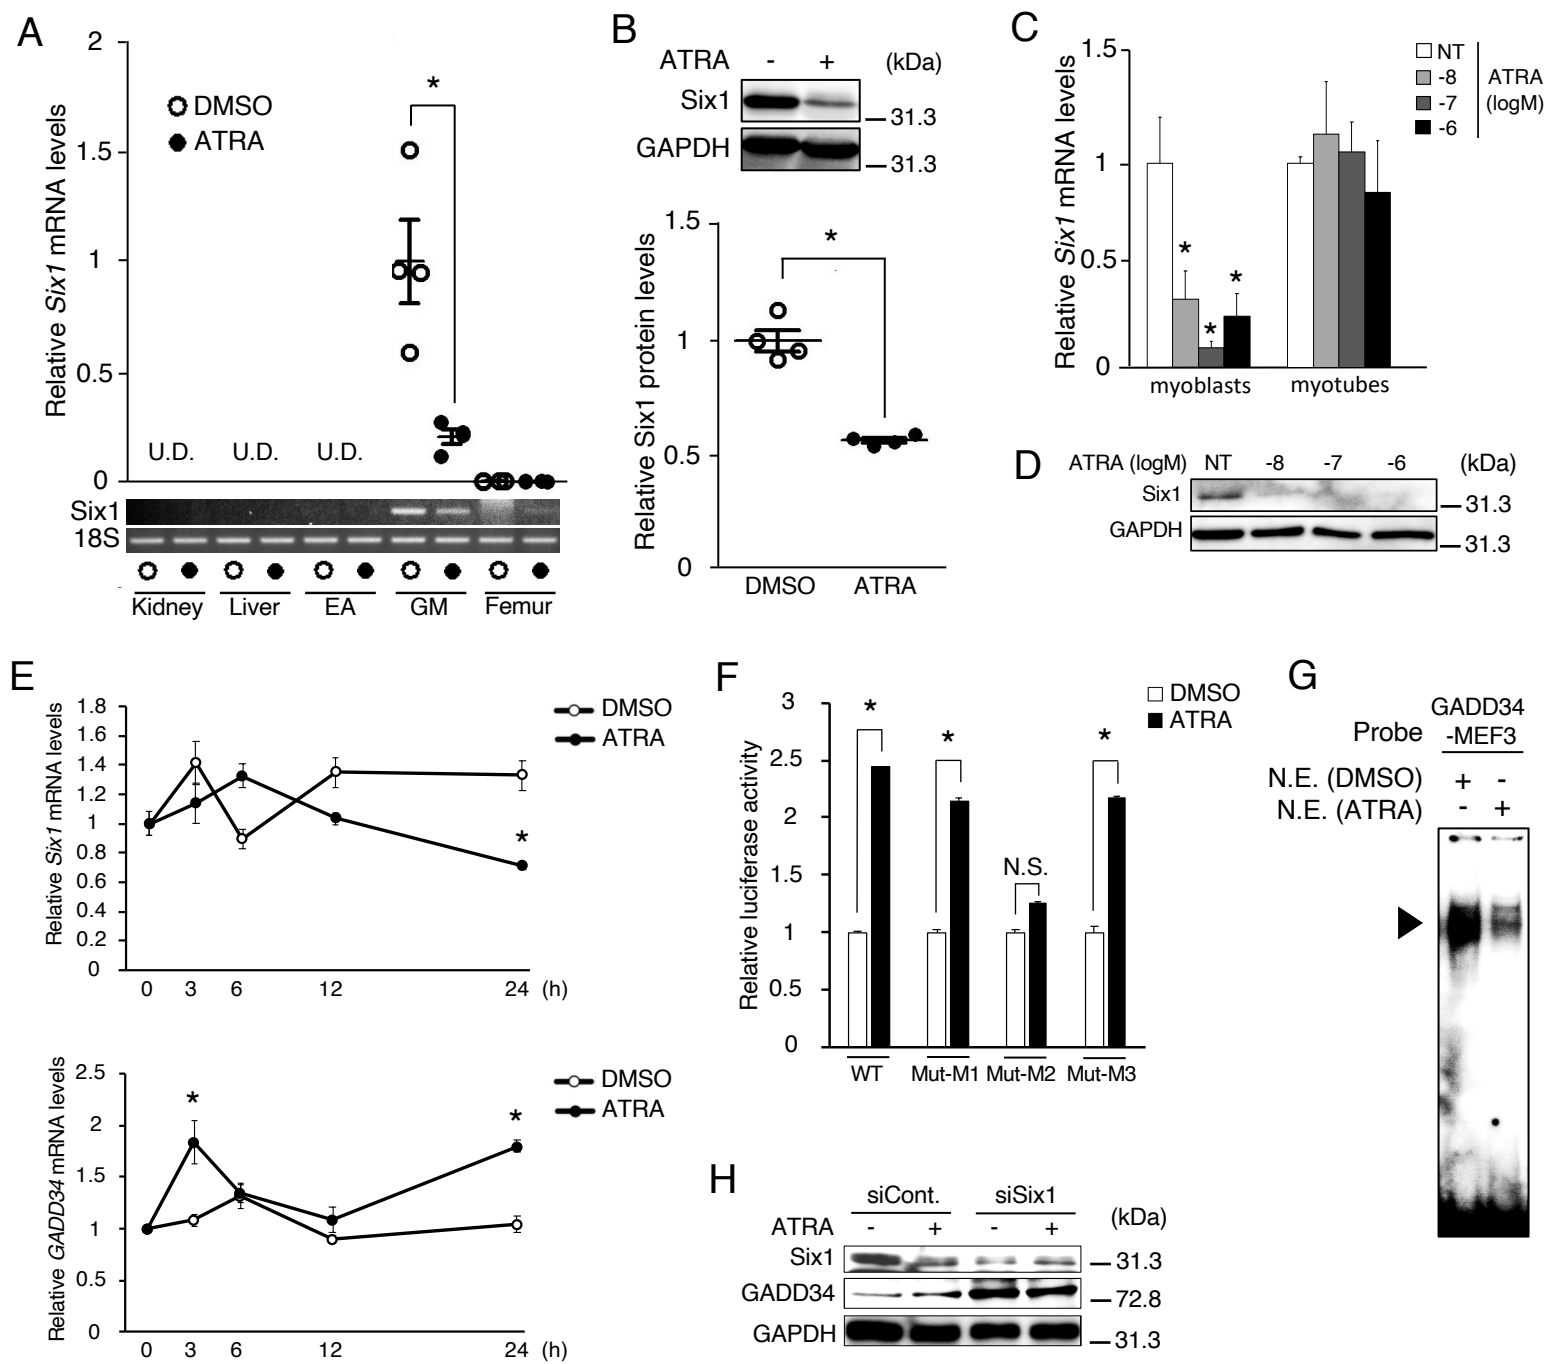 A
2
1.5
1
0.5
0
Relative Six1 mRNA levels
DMSO
ATRA
*
U.D. U.D. U.D.
Six1
18S
Kidney Liver EA GM Femur
B
ATRA - + (kDa)
Six1 31.3
GAPDH 31.3
1.5
1
0.5
0
Relative Six1 protein levels
*
DMSO ATRA
C
1.5
1
0.5
0
Relative Six1 mRNA levels
NT
-8
-7
-6
ATRA
(logM)
* * *
myoblasts myotubes
D
ATRA (logM) NT -8 -7 -6 (kDa)
Six1 31.3
GAPDH 31.3
E
1.8
1.6
1.4
1.2
1
0.8
0.6
0.4
0.2
0
Relative Six1 mRNA levels
DMSO
ATRA
*
0 3 6 12 24 (h)
2.5
2
1.5
1
0.5
0
Relative GADD34 mRNA levels
DMSO
ATRA
* *
0 3 6 12 24 (h)
F
3
2.5
2
1.5
1
0.5
0
Relative luciferase activity
DMSO
ATRA
* * N.S. *
WT Mut-M1 Mut-M2 Mut-M3
G
Probe GADD34
-MEF3
N.E. (DMSO) + -
N.E. (ATRA) - +
H
siCont. siSix1
ATRA - + - + (kDa)
Six1 31.3
GADD34 72.8
GAPDH 31.3